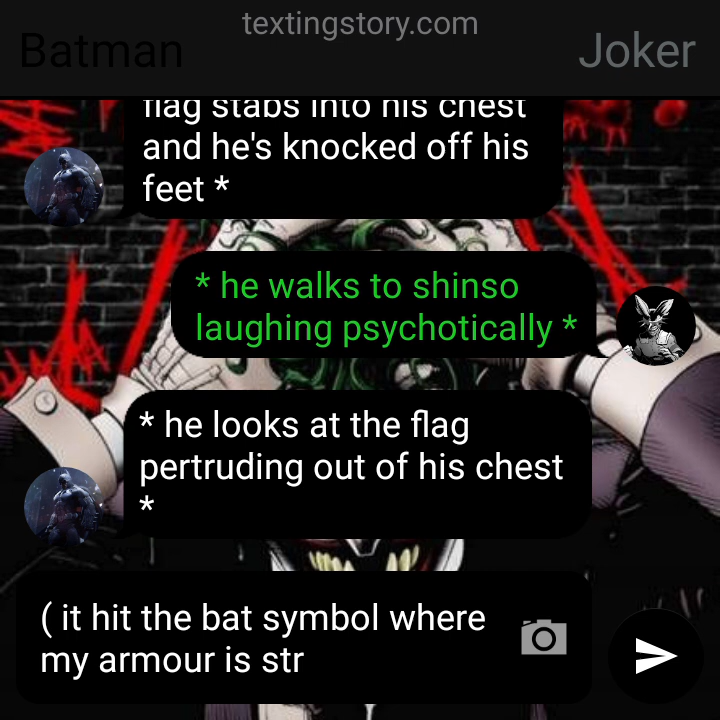 textingstory.com
Batman
Joker
flag stabs into his chest
and he's knocked off his
feet *
* he walks to shinso
laughing psychotically *
* he looks at the flag
pertruding out of his chest
*
( it hit the bat symbol where
my armour is str